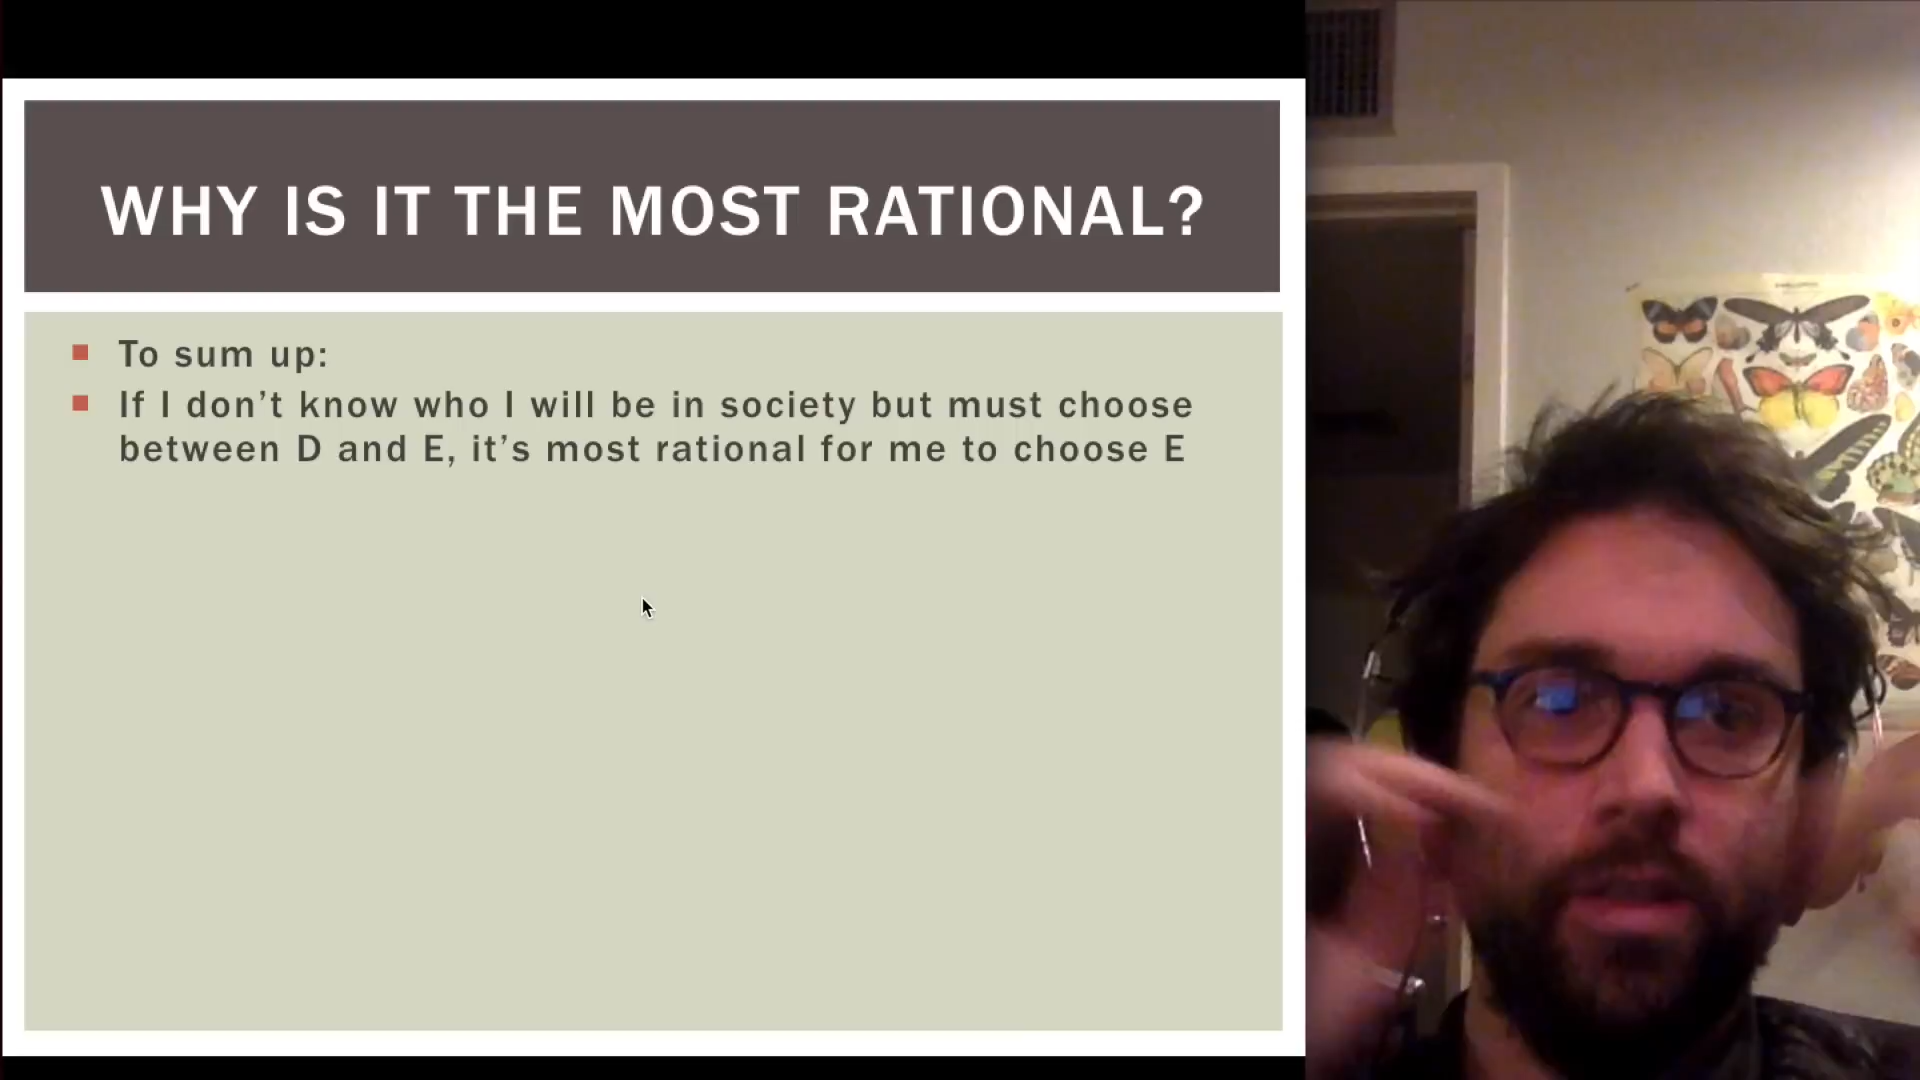 WHY IS IT THE MOST RATIONAL?
To sum up:
If I don't know who I will be in society but must choose
between D and E, it's most rational for me to choose E